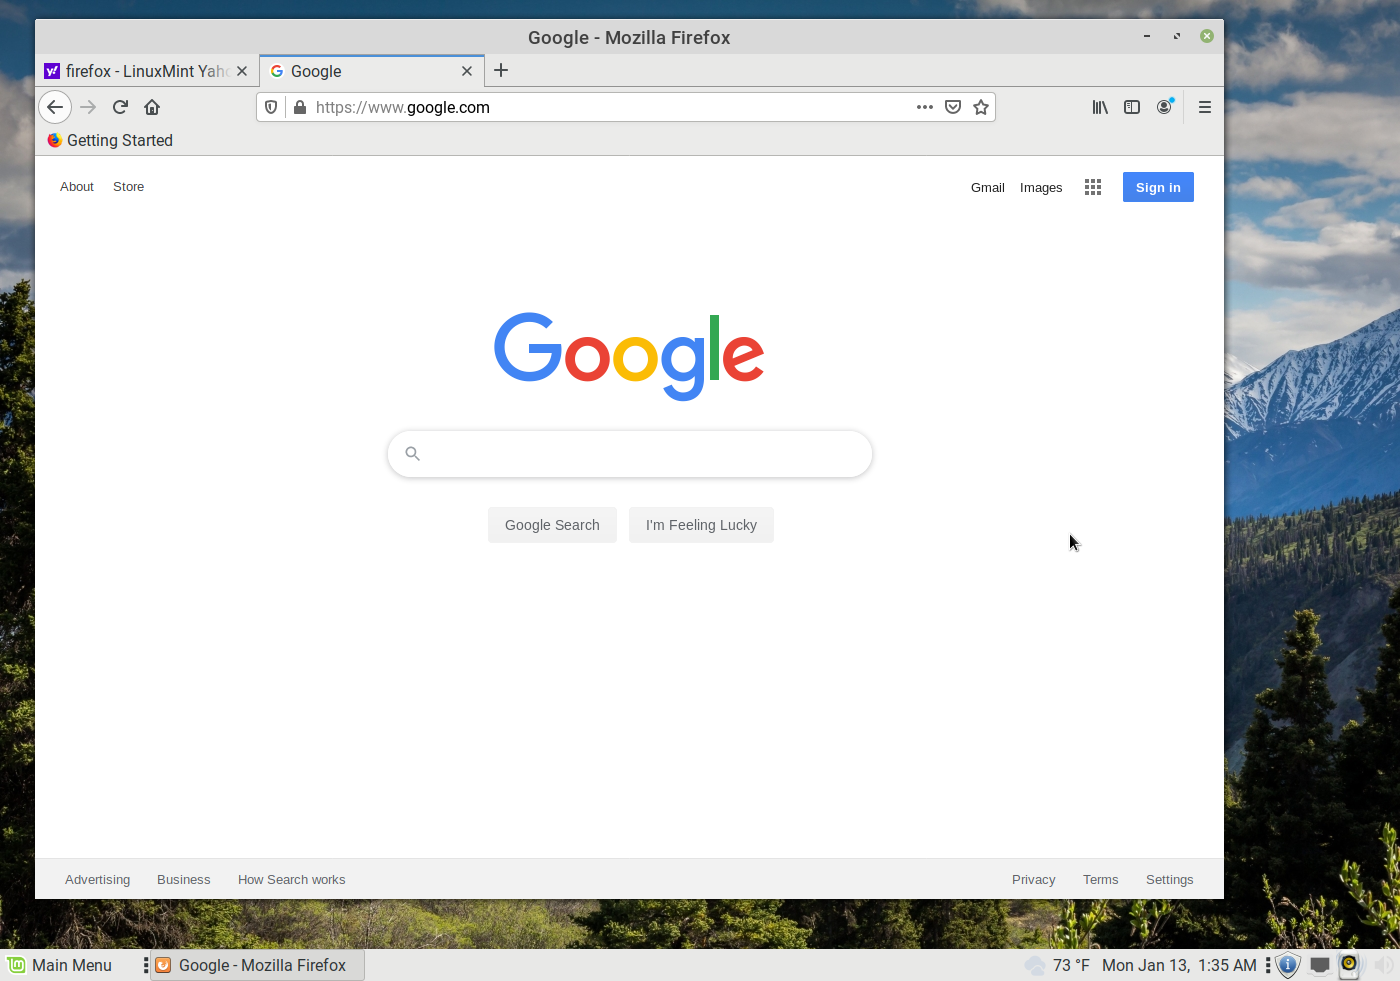 Google - Mozilla Firefox
firefox - LinuxMint Yaho
Google
https://www.google.com
Getting Started
About Store
Gmail Images Sign in
Google
Google Search I'm Feeling Lucky
Advertising Business How Search works
Privacy Terms Settings
Main Menu
Google - Mozilla Firefox
73 °F Mon Jan 13, 1:35 AM